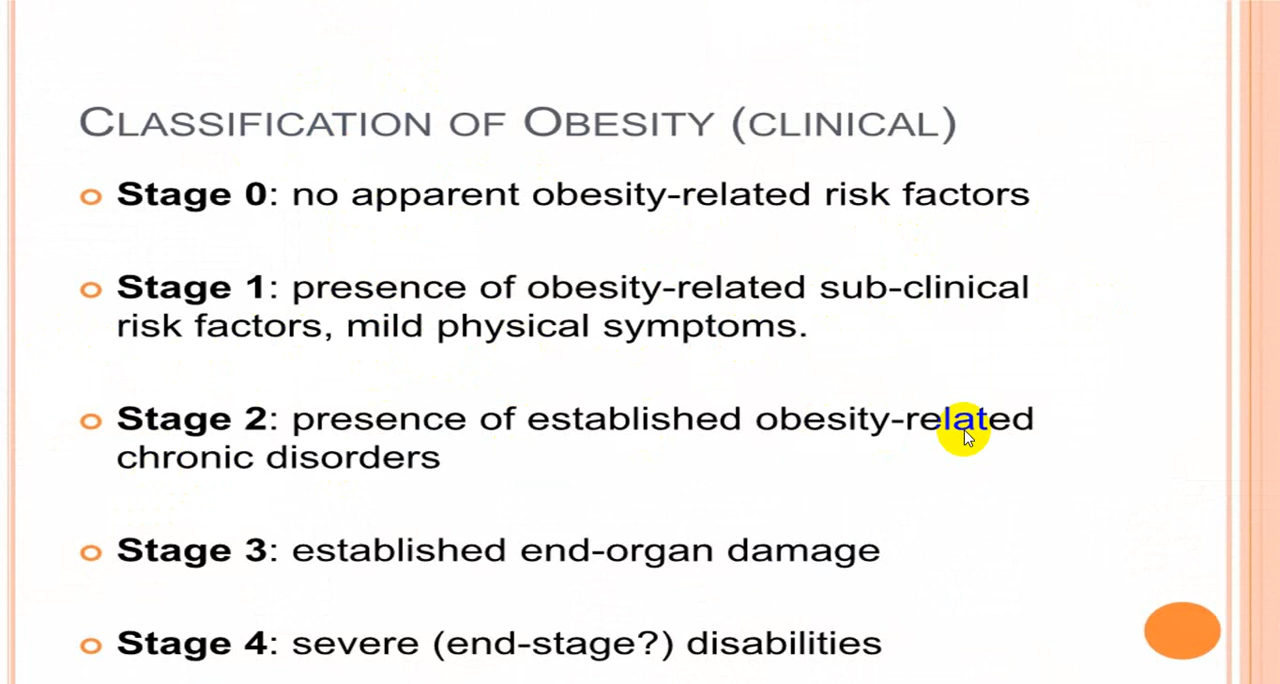 CLASSIFICATION OF OBESITY (CLINICAL)
Stage 0: no apparent obesity-related risk factors
Stage 1: presence of obesity-related sub-clinical
risk factors, mild physical symptoms.
Stage 2: presence of established obesity-related
chronic disorders
Stage 3: established end-organ damage
Stage 4: severe (end-stage?) disabilities